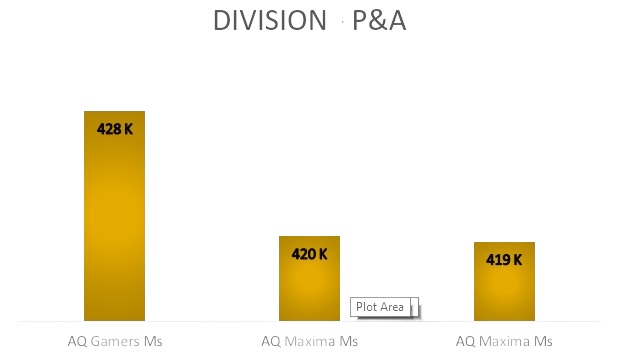 DIVISION - P&A
428 K
420 K
419 K
Plot Area
AQ Gamers Ms
AQ Maxima Ms
AQ Maxima Ms